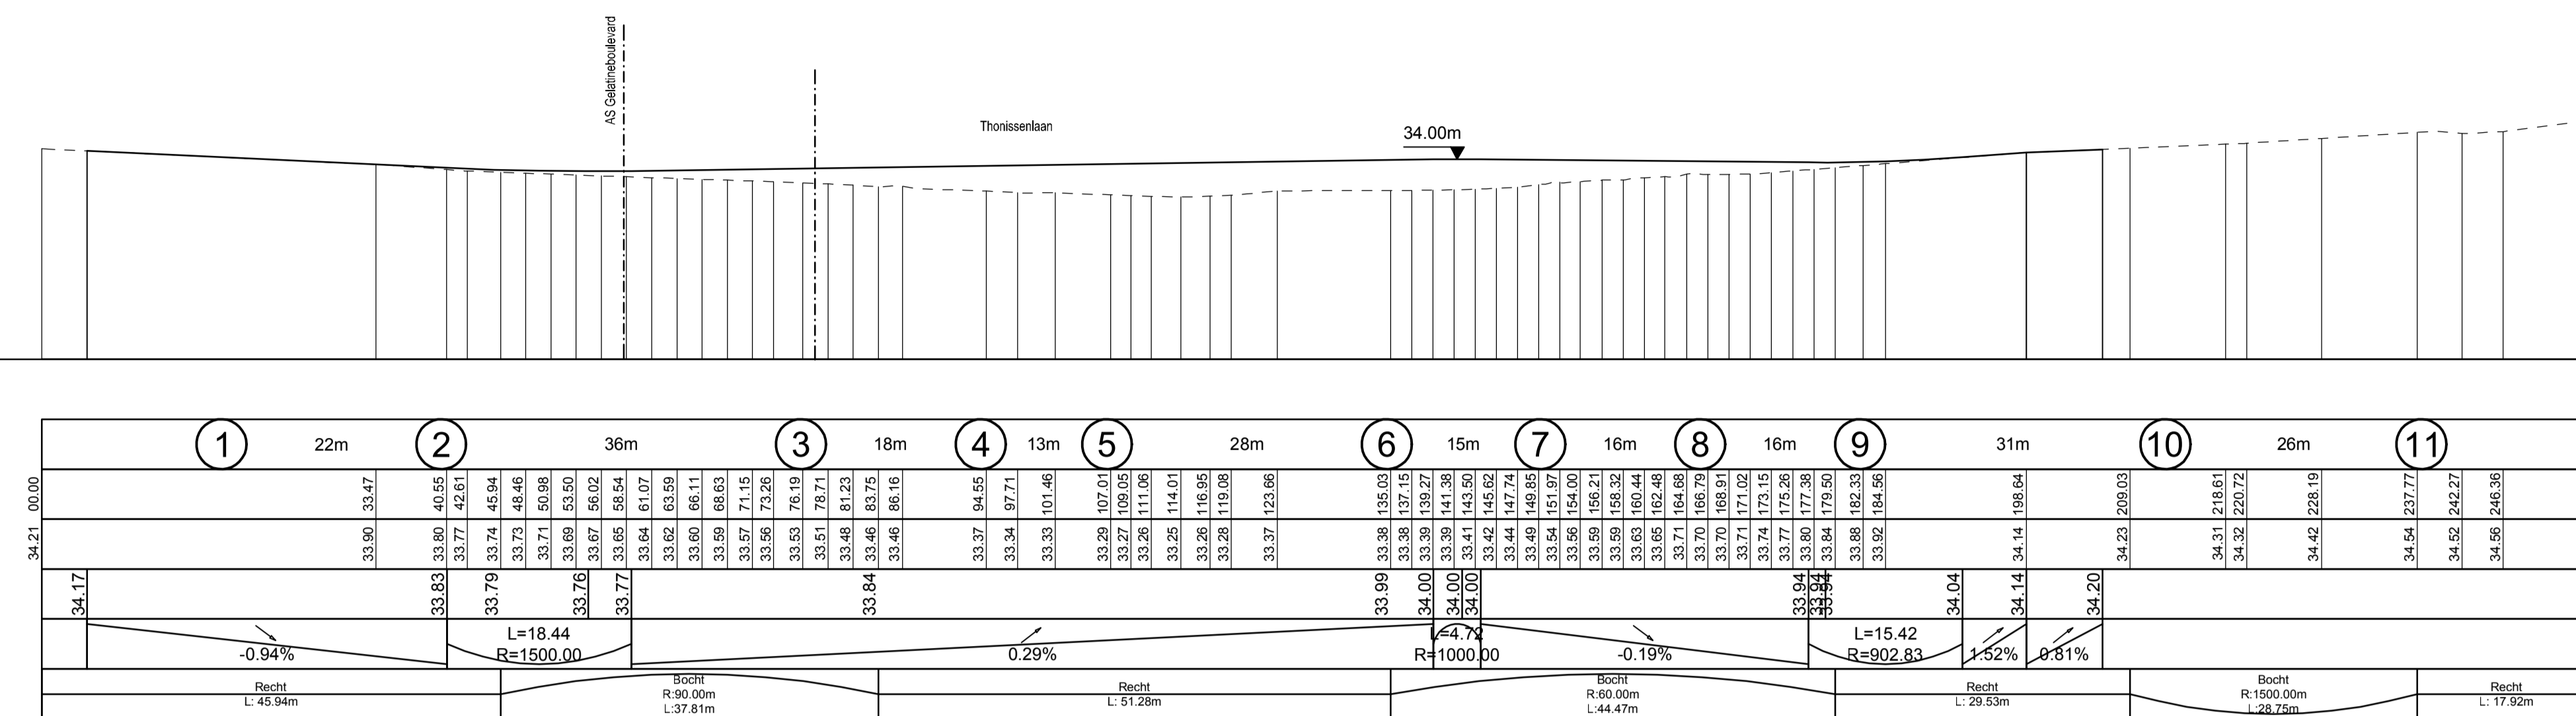 AS Gelatineboulevard
Thonissenlaan
34.00m
1 22m 2 36m 3 18m 4 13m 5 28m 6 15m 7 16m 8 16m 9 31m 10 26m 11
00.00 33.47 40.55 42.61 45.94 48.46 50.98 53.50 56.02 58.54 61.07 63.59 66.11 68.63 71.15 73.26 76.19 78.71 81.23 83.75 86.16 94.55 97.71 101.46 107.01 109.05 111.06 114.01 116.95 119.08 123.66 135.03 137.15 139.27 141.38 143.50 145.62 147.74 149.85 151.97 154.00 156.21 158.32 160.44 162.48 164.68 166.79 168.91 171.02 173.15 175.26 177.38 179.50 182.33 184.56 198.64 209.03 218.61 220.72 228.19 237.77 242.27 246.36
34.21 33.90 33.80 33.77 33.74 33.73 33.71 33.69 33.67 33.65 33.64 33.62 33.60 33.59 33.57 33.56 33.53 33.51 33.48 33.46 33.46 33.37 33.34 33.33 33.29 33.27 33.26 33.25 33.26 33.28 33.37 33.38 33.38 33.39 33.39 33.41 33.42 33.44 33.49 33.54 33.56 33.59 33.59 33.63 33.65 33.71 33.70 33.70 33.71 33.74 33.77 33.80 33.84 33.88 33.92 34.14 34.23 34.31 34.32 34.42 34.54 34.52 34.56
34.17 33.83 33.79 33.76 33.77 33.84 33.99 34.00 34.00 34.00 33.94 33.94 33.94 34.04 34.14 34.20
L=18.44 L=4.72 L=15.42
-0.94% R=1500.00 0.29% R=1000.00 -0.19% R=902.83 1.52% 0.81%
Recht
L: 45.94m
Bocht
R:90.00m
L:37.81m
Recht
L: 51.28m
Bocht
R:60.00m
L:44.47m
Recht
L: 29.53m
Bocht
R:1500.00m
L:28.75m
Recht
L: 17.92m